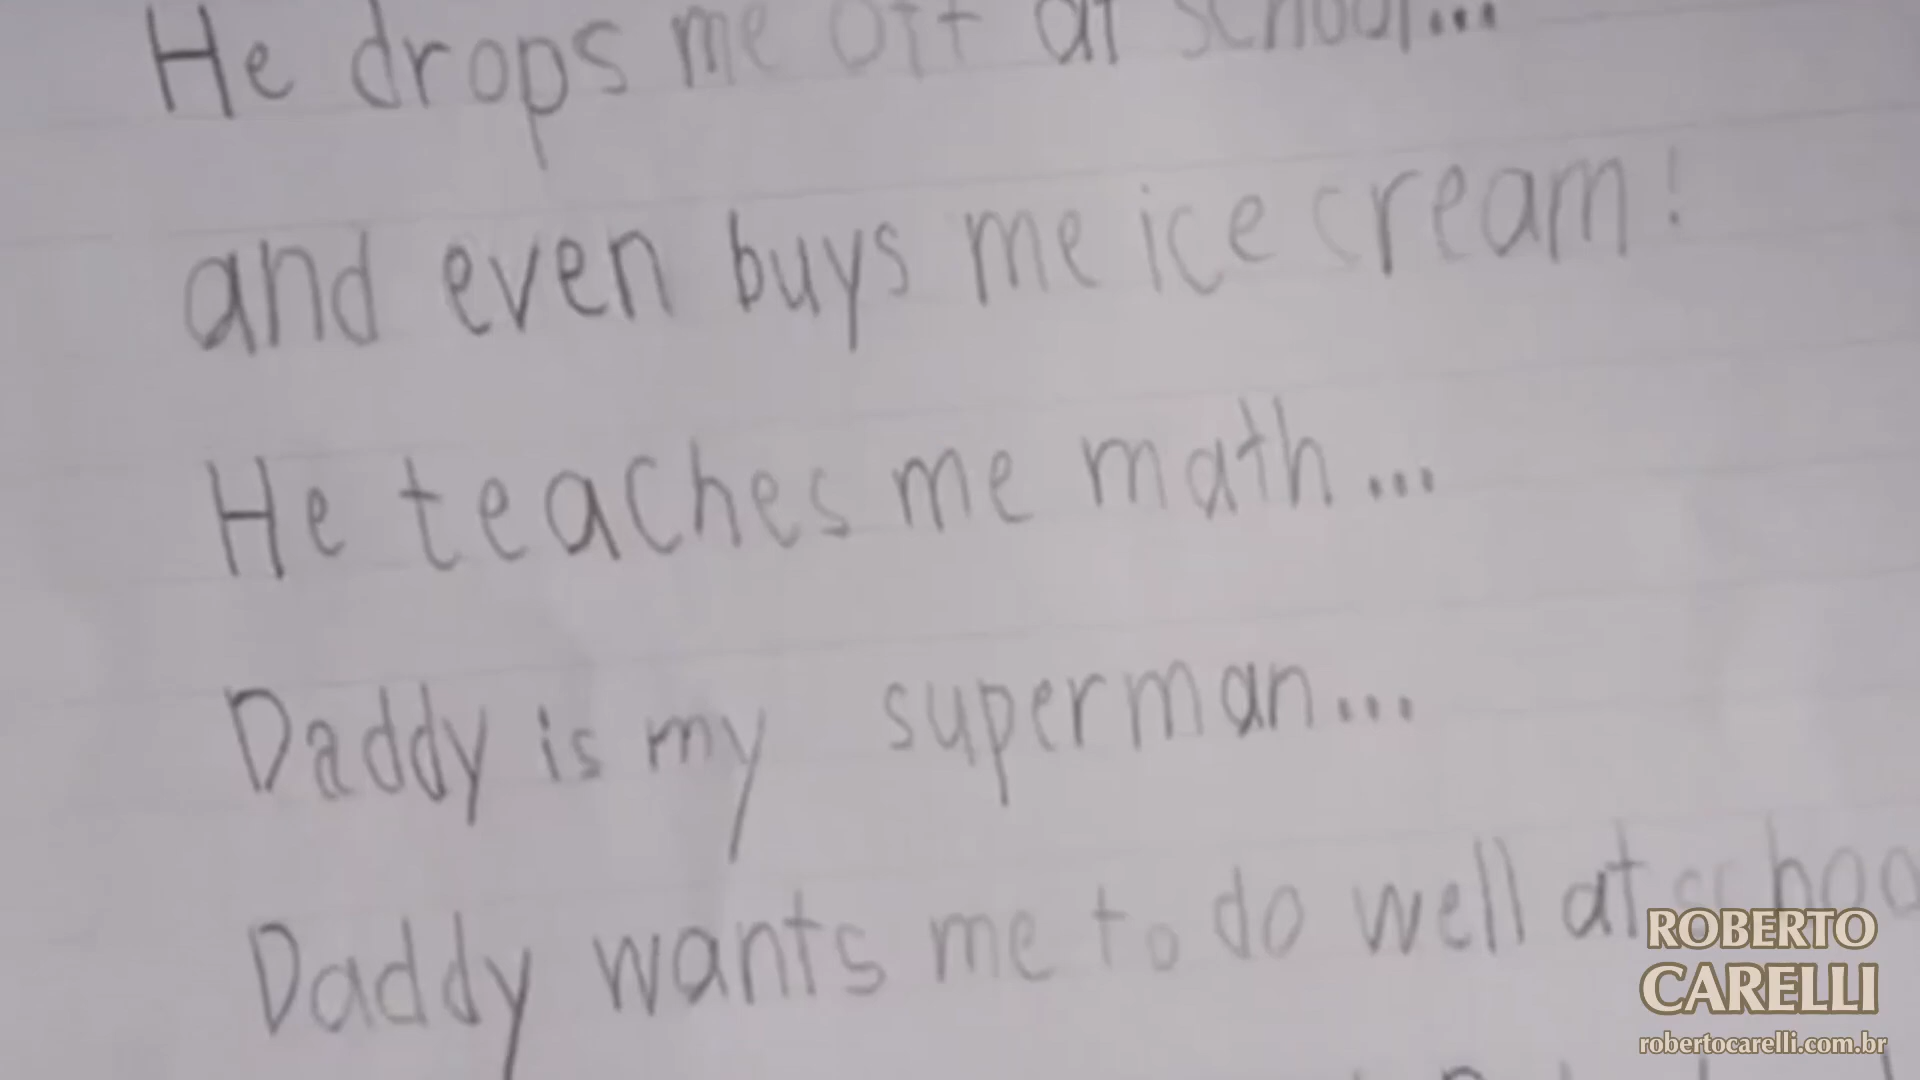 He drops me off at school...
and even buys me ice cream!
He teaches me math...
Daddy is my superman...
Daddy wants me to do well at schoo
ROBERTO
CARELLI
robertocarelli.com.br